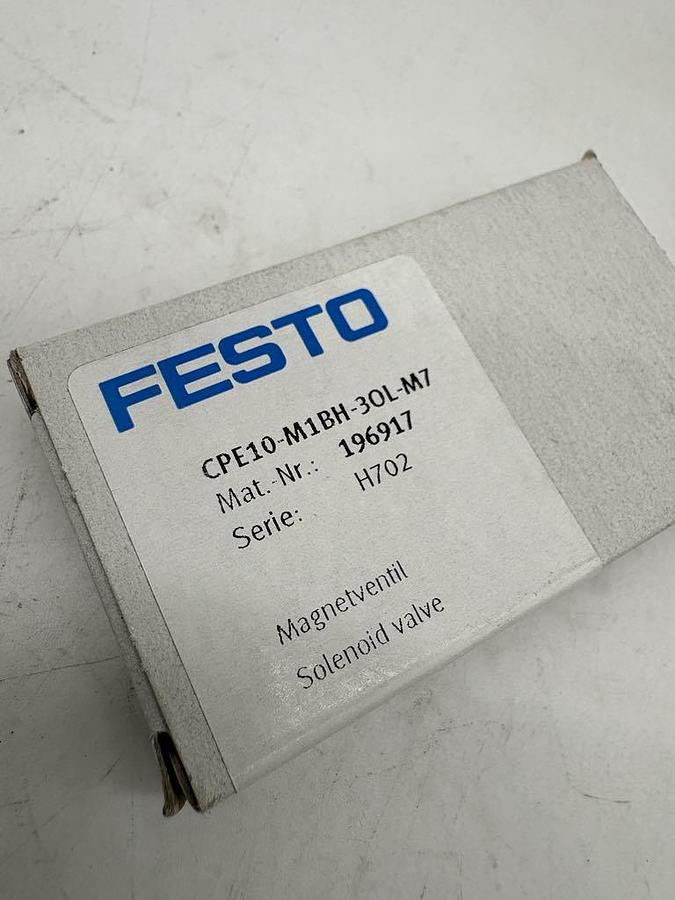 FESTO
CPE10-M1BH-3OL-M7
Mat.-Nr.: 196917
Serie: H702
Magnetventil
Solenoid valve